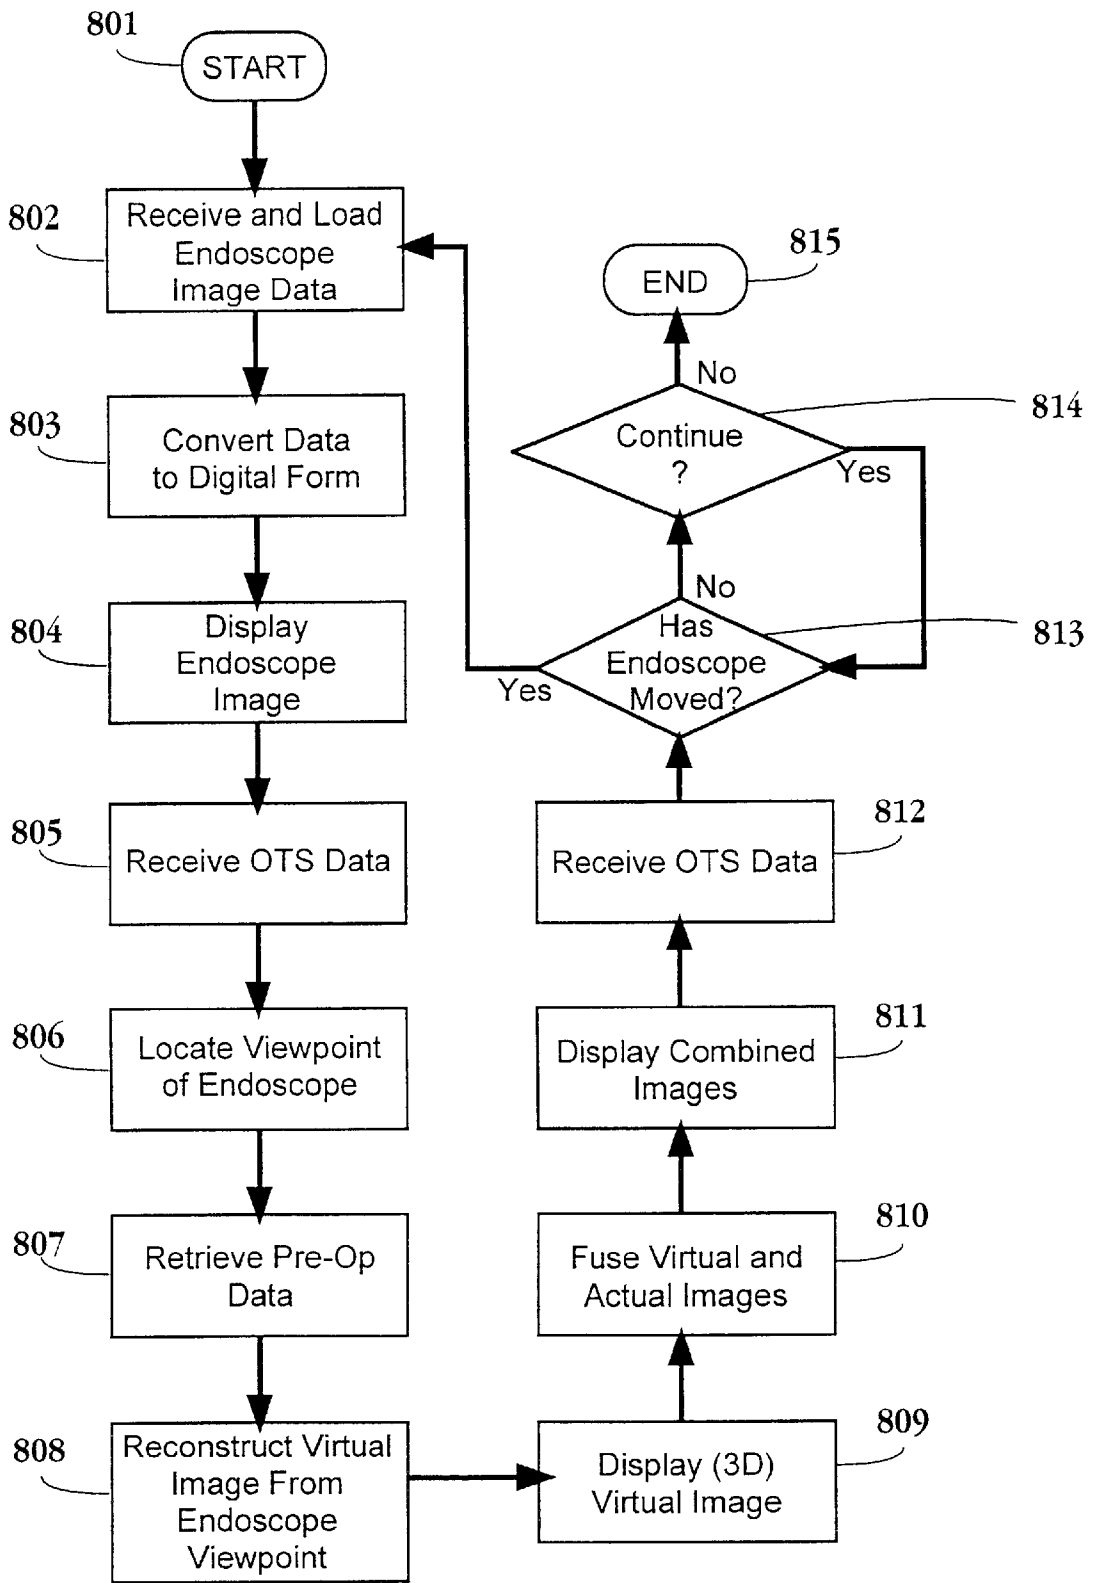 801
START
802
Receive and Load
Endoscope
Image Data
803
Convert Data
to Digital Form
804
Display
Endoscope
Image
805
Receive OTS Data
806
Locate Viewpoint
of Endoscope
807
Retrieve Pre-Op
Data
808
Reconstruct Virtual
Image From
Endoscope
Viewpoint
809
Display (3D)
Virtual Image
810
Fuse Virtual and
Actual Images
811
Display Combined
Images
812
Receive OTS Data
813
Has
Endoscope
Moved?
Yes
No
814
Continue
?
Yes
No
815
END